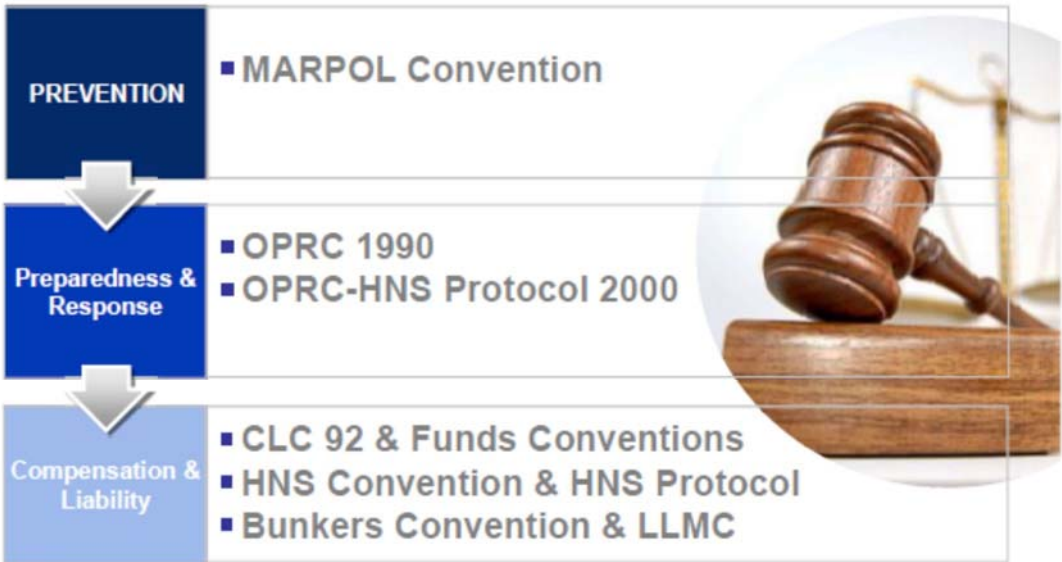 PREVENTION
▪ MARPOL Convention
Preparedness &
Response
▪ OPRC 1990
▪ OPRC-HNS Protocol 2000
Compensation &
Liability
▪ CLC 92 & Funds Conventions
▪ HNS Convention & HNS Protocol
▪ Bunkers Convention & LLMC